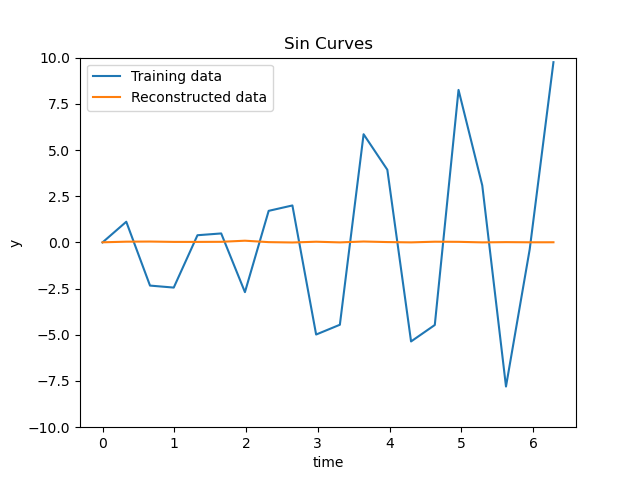 Sin Curves
Training data
Reconstructed data
10.0
7.5
5.0
2.5
0.0
−2.5
−5.0
−7.5
−10.0
y
0 1 2 3 4 5 6
time